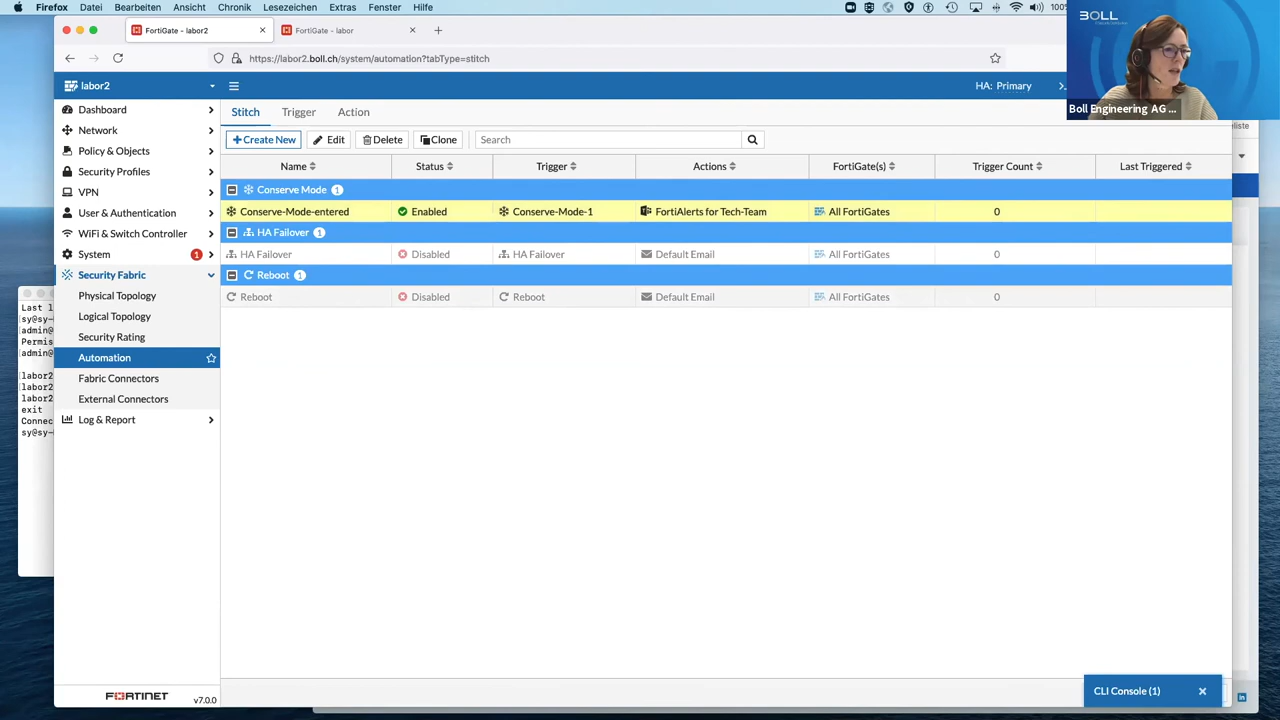 Firefox Datei Bearbeiten Ansicht Chronik Lesezeichen Extras Fenster Hilfe
BOLL
Boll Engineering AG ...
FortiGate - labor2
FortiGate - labor
https://labor2.boll.ch/system/automation?tabType=stitch
labor2
HA: Primary
Dashboard
Network
Policy & Objects
Security Profiles
VPN
User & Authentication
WiFi & Switch Controller
System 1
Security Fabric
Physical Topology
Logical Topology
Security Rating
Automation
Fabric Connectors
External Connectors
Log & Report
FORTINET
v7.0.0
Stitch Trigger Action
Create New Edit Delete Clone Search
Name Status Trigger Actions FortiGate(s) Trigger Count Last Triggered
Conserve Mode 1
Conserve-Mode-entered Enabled Conserve-Mode-1 FortiAlerts for Tech-Team All FortiGates 0
HA Failover 1
HA Failover Disabled HA Failover Default Email All FortiGates 0
Reboot 1
Reboot Disabled Reboot Default Email All FortiGates 0
CLI Console (1)
Last l
admin@
Permis
admin@
labor2
labor2
labor2
exit
Connec